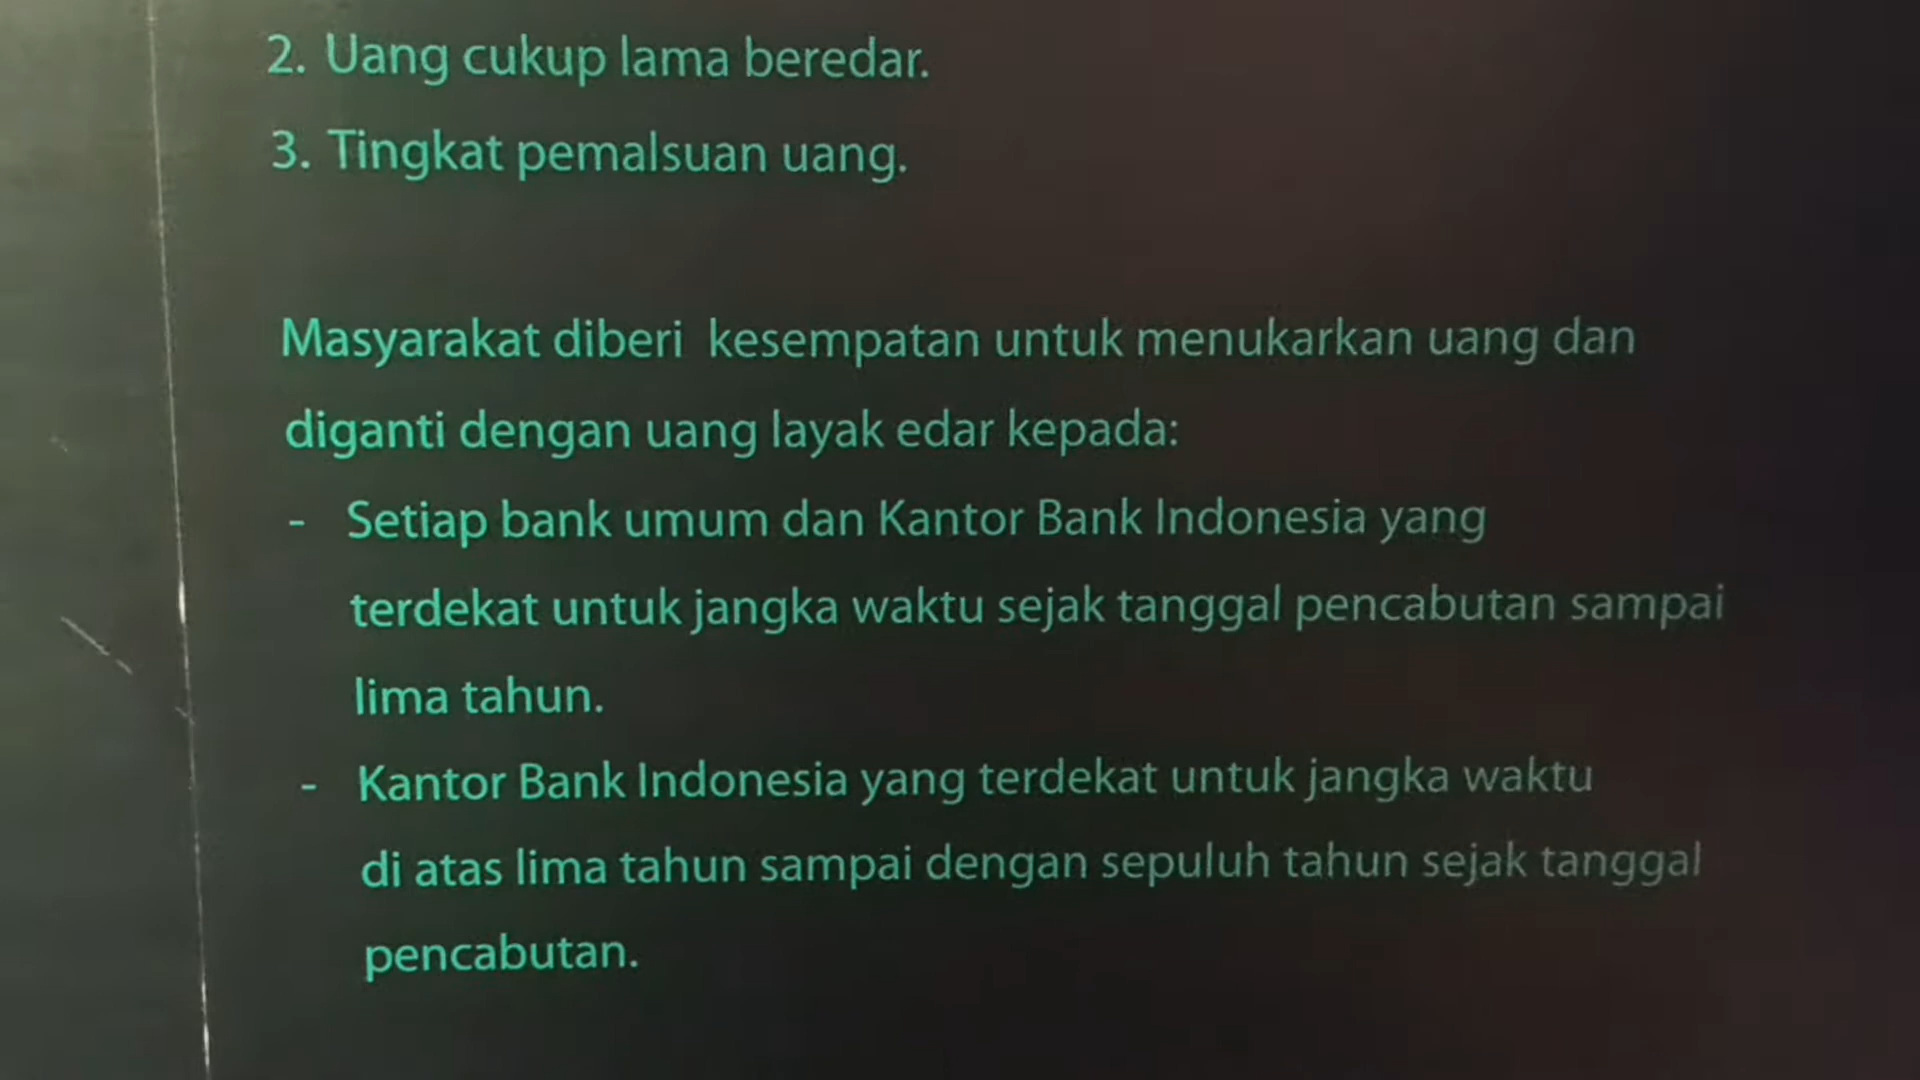 2. Uang cukup lama beredar.
3. Tingkat pemalsuan uang.
Masyarakat diberi kesempatan untuk menukarkan uang dan
diganti dengan uang layak edar kepada:
- Setiap bank umum dan Kantor Bank Indonesia yang
terdekat untuk jangka waktu sejak tanggal pencabutan sampai
lima tahun.
- Kantor Bank Indonesia yang terdekat untuk jangka waktu
di atas lima tahun sampai dengan sepuluh tahun sejak tanggal
pencabutan.